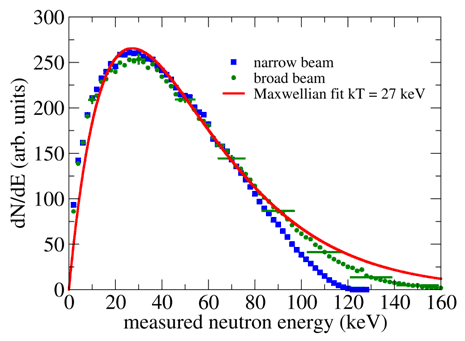 300
250
200
150
100
50
0
dN/dE (arb. units)
narrow beam
broad beam
Maxwellian fit kT = 27 keV
0 20 40 60 80 100 120 140 160
measured neutron energy (keV)